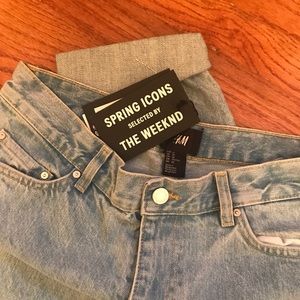 SPRING ICONS
SELECTED BY
THE WEEKND
H&M